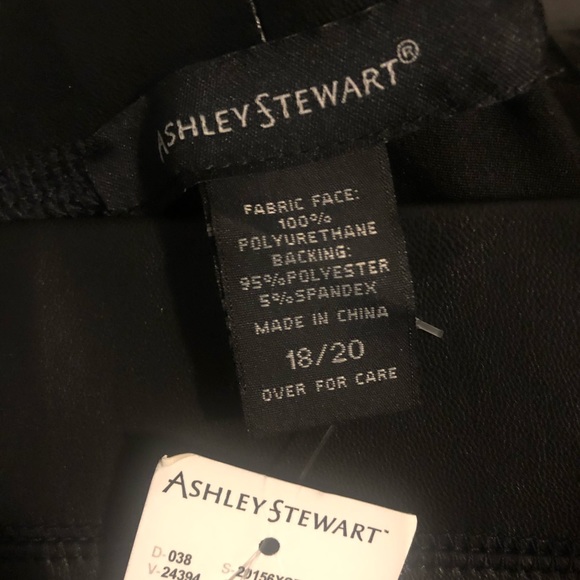 ASHLEY STEWART®
FABRIC FACE:
100%
POLYURETHANE
BACKING:
95%POLYESTER
5%SPANDEX
MADE IN CHINA
18/20
OVER FOR CARE
ASHLEY STEWART™
D-038
V-24394